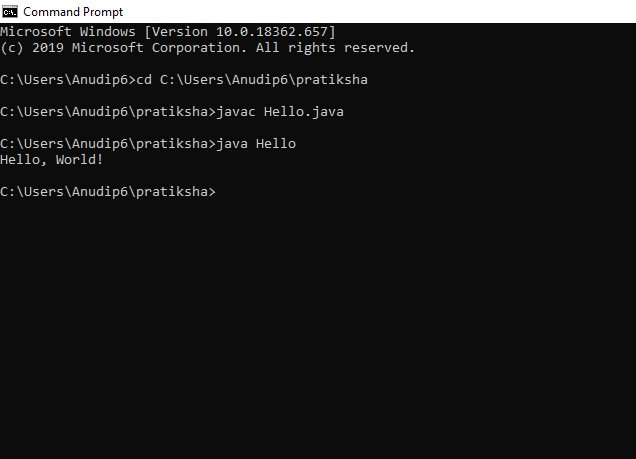 Command Prompt
Microsoft Windows [Version 10.0.18362.657]
(c) 2019 Microsoft Corporation. All rights reserved.
C:\Users\Anudip6>cd C:\Users\Anudip6\pratiksha
C:\Users\Anudip6\pratiksha>javac Hello.java
C:\Users\Anudip6\pratiksha>java Hello
Hello, World!
C:\Users\Anudip6\pratiksha>